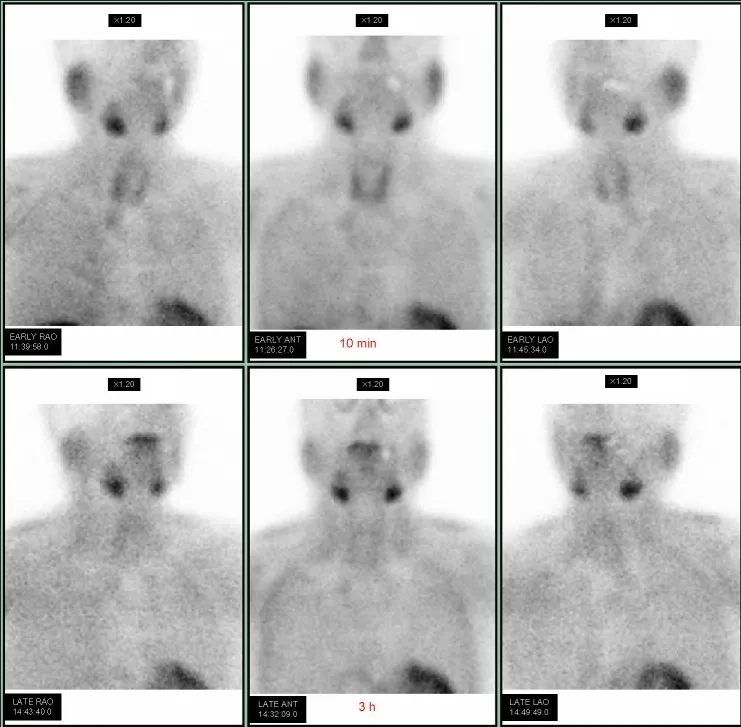 ×1.20
×1.20
×1.20
EARLY RAO
11:39:58.0
EARLY ANT
11:26:27.0
10 min
EARLY LAO
11:45:34.0
×1.20
×1.20
×1.20
LATE RAO
14:43:40.0
LATE ANT
14:32:09.0
3 h
LATE LAO
14:49:49.0